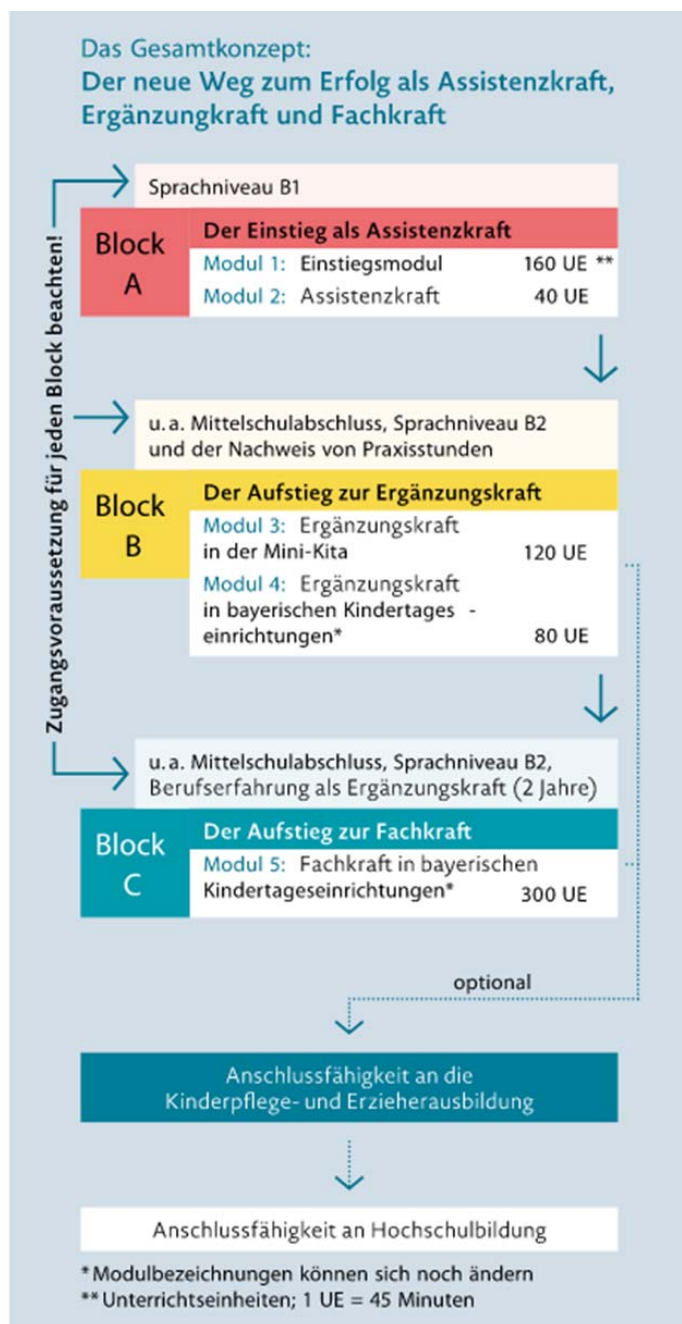 Das Gesamtkonzept:
Der neue Weg zum Erfolg als Assistenzkraft,
Ergänzungkraft und Fachkraft
Zugangsvoraussetzung für jeden Block beachten!
Sprachniveau B1
Block
A
Der Einstieg als Assistenzkraft
Modul 1: Einstiegsmodul 160 UE **
Modul 2: Assistenzkraft 40 UE
u. a. Mittelschulabschluss, Sprachniveau B2
und der Nachweis von Praxisstunden
Block
B
Der Aufstieg zur Ergänzungskraft
Modul 3: Ergänzungskraft
in der Mini-Kita 120 UE
Modul 4: Ergänzungskraft
in bayerischen Kindertages -
einrichtungen* 80 UE
u. a. Mittelschulabschluss, Sprachniveau B2,
Berufserfahrung als Ergänzungskraft (2 Jahre)
Block
C
Der Aufstieg zur Fachkraft
Modul 5: Fachkraft in bayerischen
Kindertageseinrichtungen* 300 UE
optional
Anschlussfähigkeit an die
Kinderpflege- und Erzieherausbildung
Anschlussfähigkeit an Hochschulbildung
* Modulbezeichnungen können sich noch ändern
** Unterrichtseinheiten; 1 UE = 45 Minuten